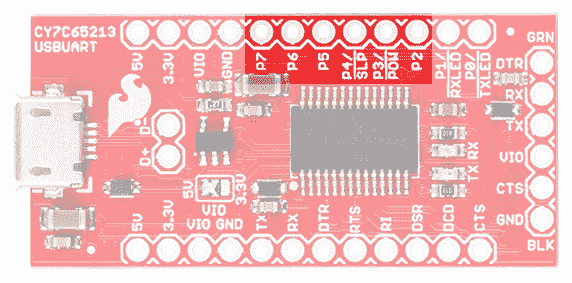 CY7C65213
USBUART
5V
3.3V
VIO
GND
P7
P6
P5
P4/
SLP
P3/
POW
P2
P1/
RXLED
P0/
TXLED
GRN
DTR
RX
TX
VIO
CTS
GND
BLK
D-
D+
5V
3.3V
VIO
RX
TX
5V
3.3V
VIO
GND
TX
RX
DTR
RTS
RI
DSR
DCD
CTS